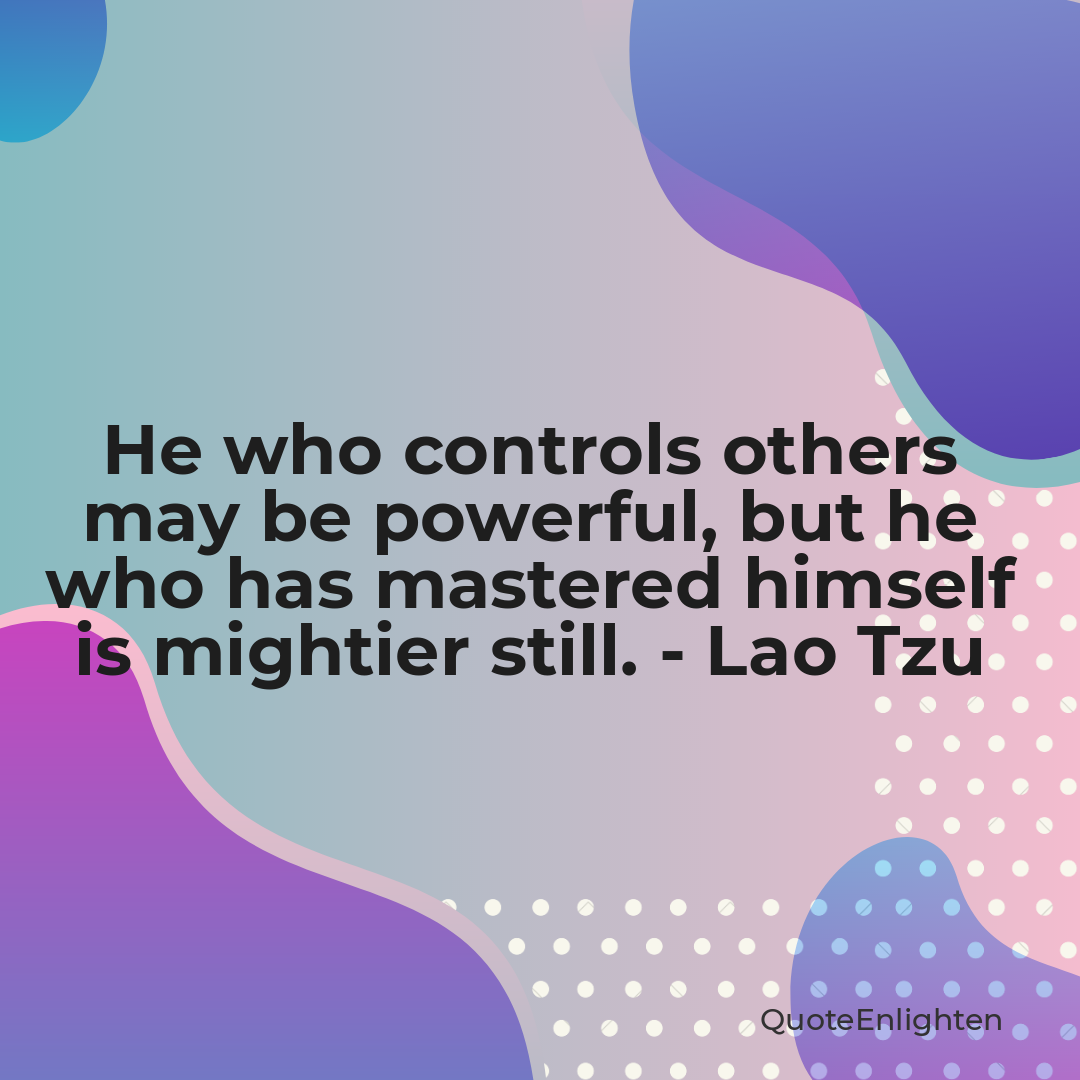 He who controls others
may be powerful, but he
who has mastered himself
is mightier still. - Lao Tzu
QuoteEnlighten